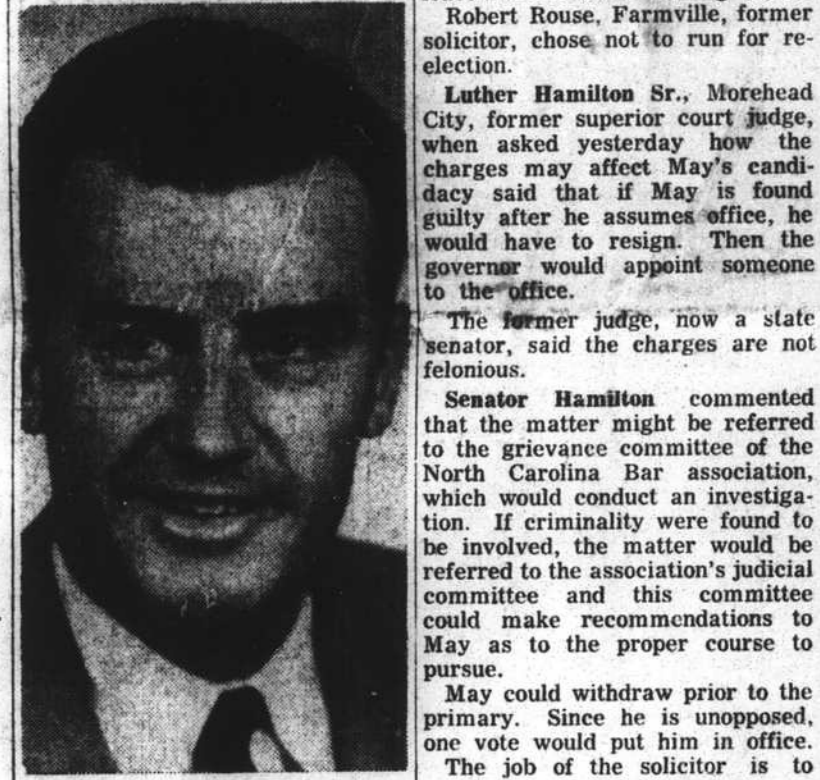 Robert Rouse, Farmville, former
solicitor, chose not to run for re-
election.
Luther Hamilton Sr., Morehead
City, former superior court judge,
when asked yesterday how the
charges may affect May's candi-
dacy said that if May is found
guilty after he assumes office, he
would have to resign. Then the
governor would appoint someone
to the office.
The former judge, now a state
senator, said the charges are not
felonious.
Senator Hamilton commented
that the matter might be referred
to the grievance committee of the
North Carolina Bar association,
which would conduct an investiga-
tion. If criminality were found to
be involved, the matter would be
referred to the association's judicial
committee and this committee
could make recommendations to
May as to the proper course to
pursue.
May could withdraw prior to the
primary. Since he is unopposed,
one vote would put him in office.
The job of the solicitor is to